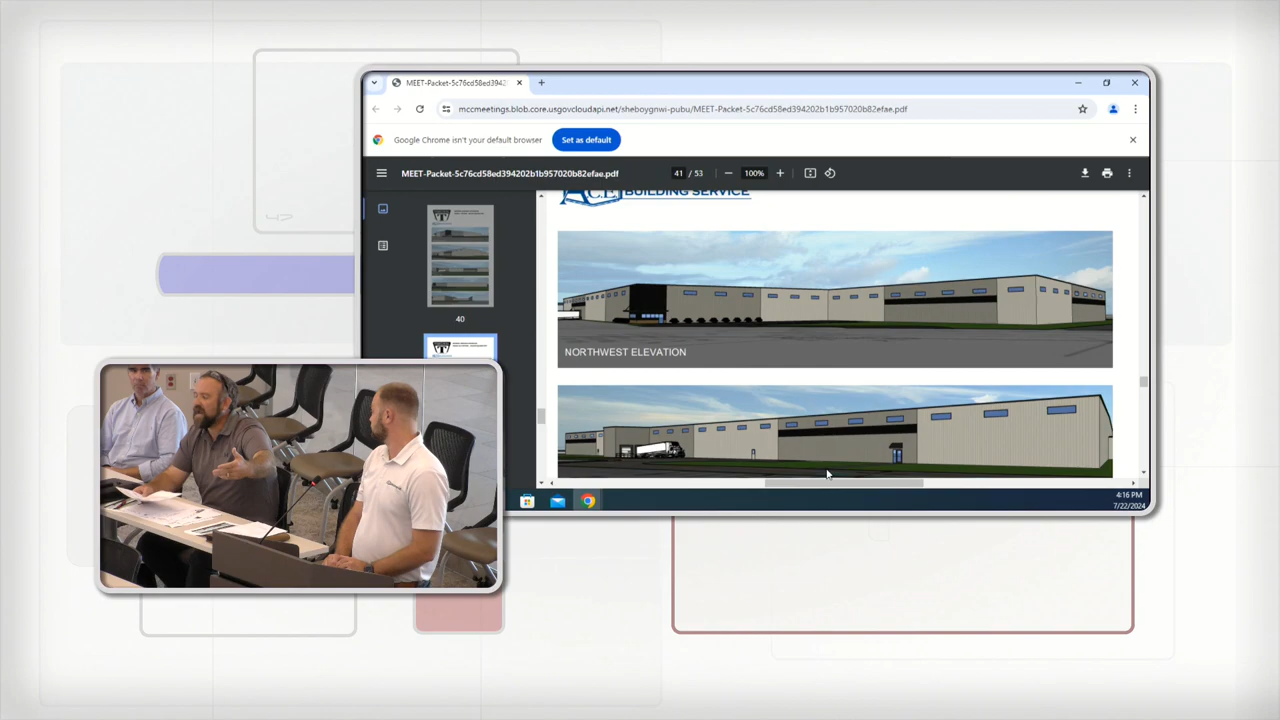 MEET-Packet-5c76cd58ed3942
mccmeetings.blob.core.usgovcloudapi.net/sheboygnwi-pubu/MEET-Packet-5c76cd58ed394202b1b957020b82efae.pdf
Google Chrome isn't your default browser
Set as default
MEET-Packet-5c76cd58ed394202b1b957020b82efae.pdf
41 / 53
100%
A.C.E. BUILDING SERVICE
40
NORTHWEST ELEVATION
4:16 PM
7/22/2024
47